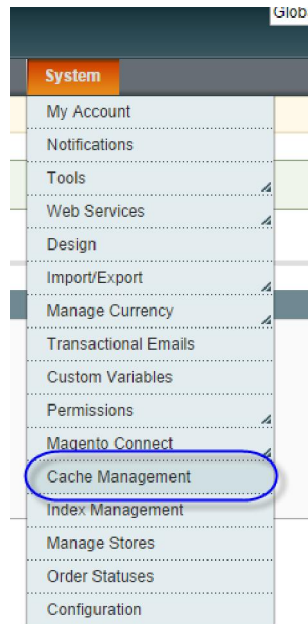 Glob
System
My Account
Notifications
Tools
Web Services
Design
Import/Export
Manage Currency
Transactional Emails
Custom Variables
Permissions
Magento Connect
Cache Management
Index Management
Manage Stores
Order Statuses
Configuration